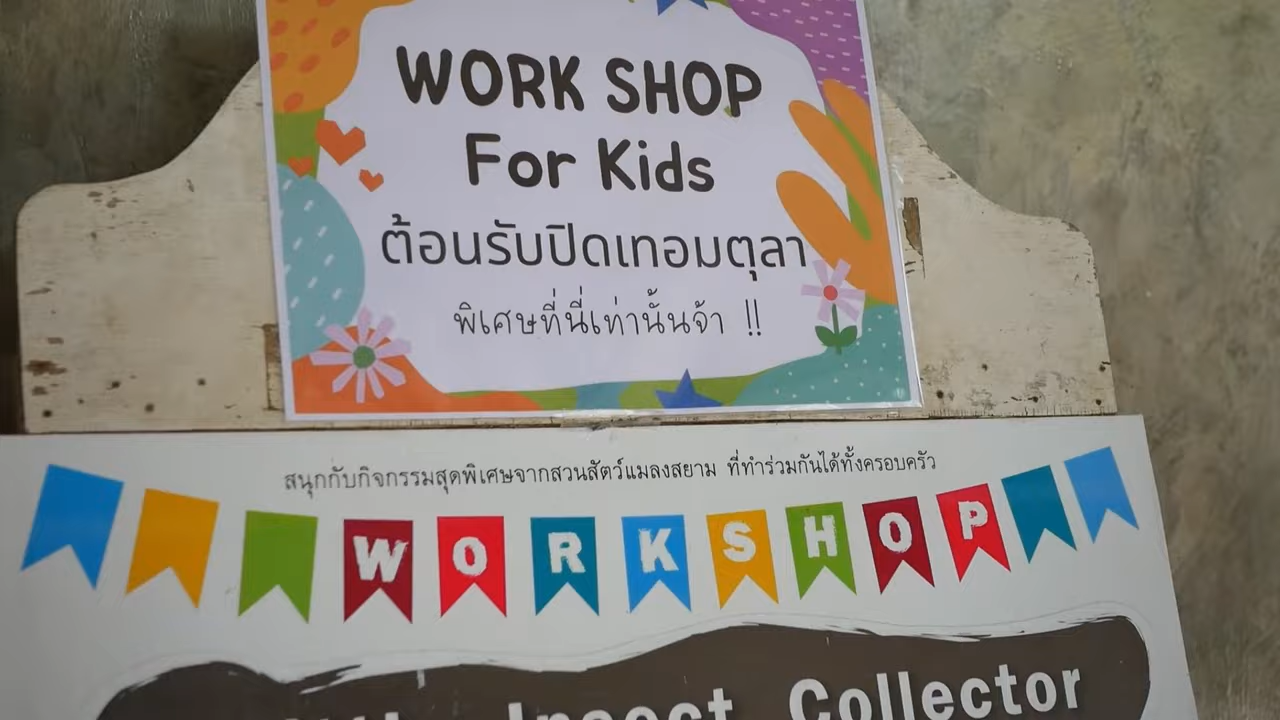 WORK SHOP
For Kids
ต้อนรับปิดเทอมตุลา
พิเศษที่นี่เท่านั้นจ้า !!
สนุกกับกิจกรรมสุดพิเศษจากสวนสัตว์แมลงสยาม ที่ทำร่วมกันได้ทั้งครอบครัว
WORKSHOP
Insect Collector